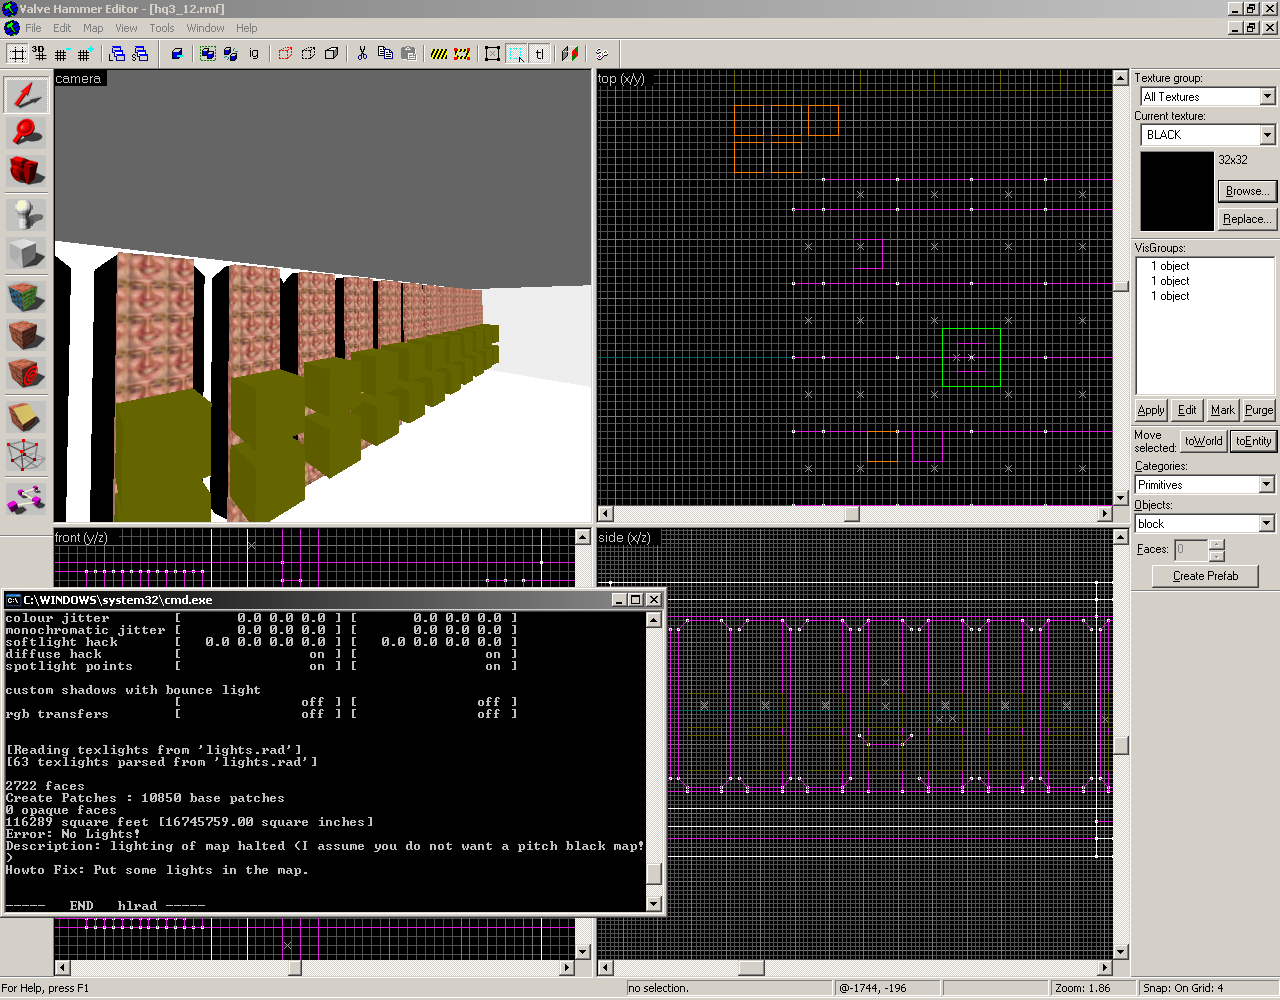 Valve Hammer Editor - [hq3_12.rmf]
File Edit Map View Tools Window Help
3D ig tl
camera
top (x/y)
front (y/z)
side (x/z)
Texture group:
All Textures
Current texture:
BLACK
32x32
Browse...
Replace...
VisGroups:
1 object
1 object
1 object
Apply Edit Mark Purge
Move selected: toWorld toEntity
Categories:
Primitives
Objects:
block
Faces: 0
Create Prefab
C:\WINDOWS\system32\cmd.exe
colour jitter [ 0.0 0.0 0.0 ] [ 0.0 0.0 0.0 ]
monochromatic jitter [ 0.0 0.0 0.0 ] [ 0.0 0.0 0.0 ]
softlight hack [ 0.0 0.0 0.0 0.0 ] [ 0.0 0.0 0.0 0.0 ]
diffuse hack [ on ] [ on ]
spotlight points [ on ] [ on ]
custom shadows with bounce light
[ off ] [ off ]
rgb transfers [ off ] [ off ]
[Reading texlights from 'lights.rad']
[63 texlights parsed from 'lights.rad']
2722 faces
Create Patches : 10850 base patches
0 opaque faces
116289 square feet [16745759.00 square inches]
Error: No Lights!
Description: lighting of map halted (I assume you do not want a pitch black map!
)
Howto Fix: Put some lights in the map.
----- END hlrad -----
For Help, press F1
no selection.
@-1744, -196
Zoom: 1.86
Snap: On Grid: 4